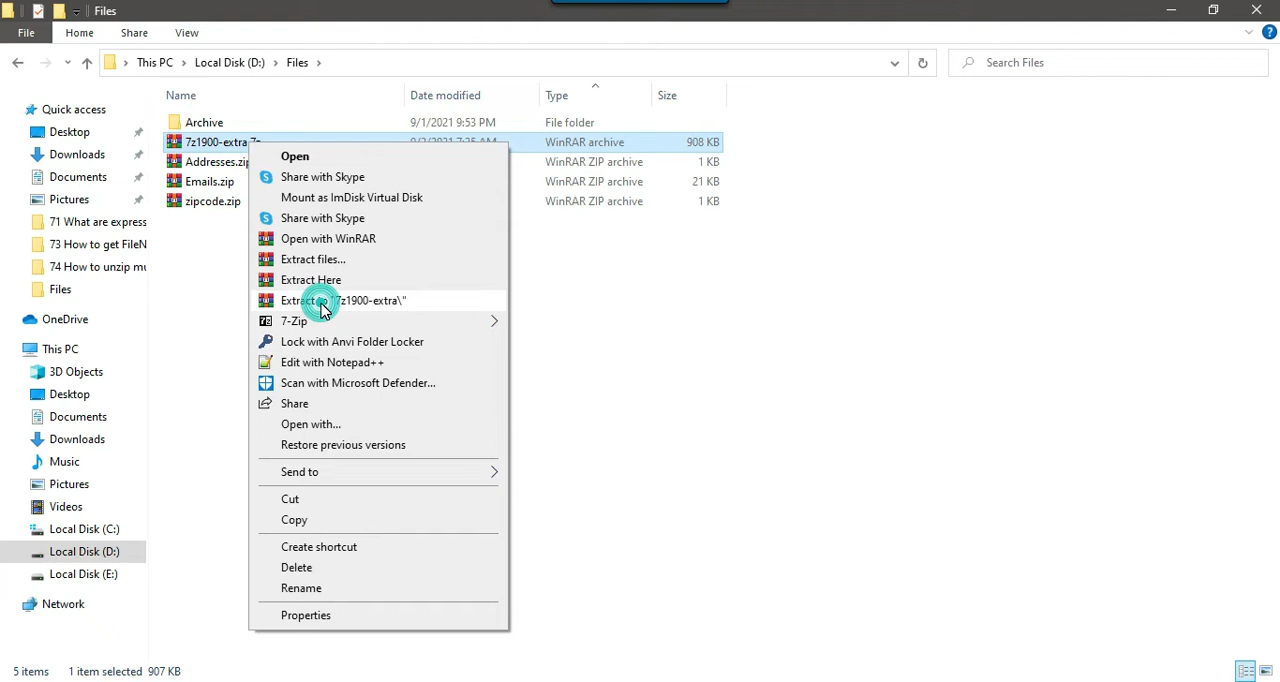 Files
File
Home
Share
View
This PC
Local Disk (D:)
Files
Search Files
Name
Date modified
Type
Size
Archive
9/1/2021 9:53 PM
File folder
7z1900-extra
WinRAR archive
908 KB
Addresses.zip
WinRAR ZIP archive
1 KB
Emails.zip
WinRAR ZIP archive
21 KB
zipcode.zip
WinRAR ZIP archive
1 KB
Quick access
Desktop
Downloads
Documents
Pictures
71 What are express
73 How to get FileN
74 How to unzip mu
Files
OneDrive
This PC
3D Objects
Desktop
Documents
Downloads
Music
Pictures
Videos
Local Disk (C:)
Local Disk (D:)
Local Disk (E:)
Network
Open
Share with Skype
Mount as ImDisk Virtual Disk
Share with Skype
Open with WinRAR
Extract files...
Extract Here
Extract to "7z1900-extra\"
7-Zip
Lock with Anvi Folder Locker
Edit with Notepad++
Scan with Microsoft Defender...
Share
Open with...
Restore previous versions
Send to
Cut
Copy
Create shortcut
Delete
Rename
Properties
5 items 1 item selected 907 KB